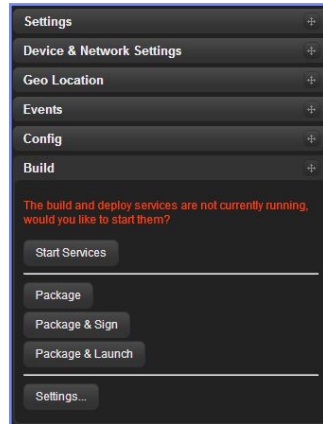 Settings
Device & Network Settings
Geo Location
Events
Config
Build
The build and deploy services are not currently running,
would you like to start them?
Start Services
Package
Package & Sign
Package & Launch
Settings...